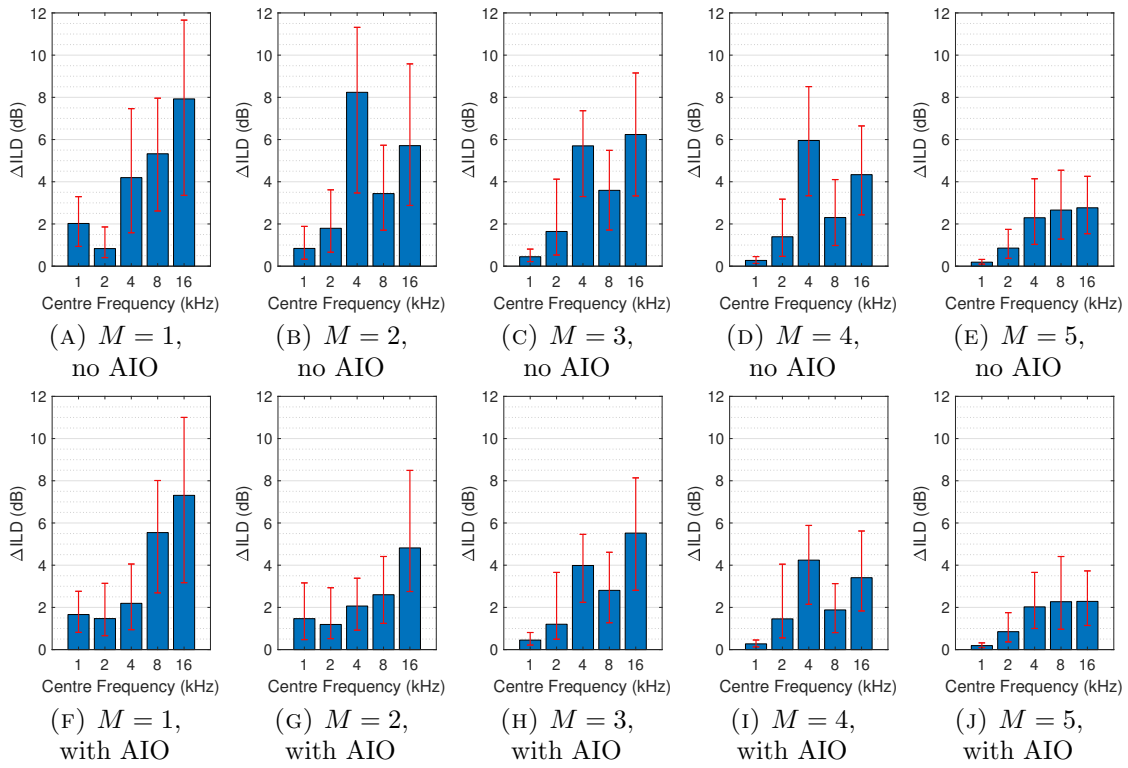 12 12 12 12 12
10 10 10 10 10
8 8 8 8 8
6 6 6 6 6
4 4 4 4 4
2 2 2 2 2
0 0 0 0 0
ΔILD (dB) ΔILD (dB) ΔILD (dB) ΔILD (dB) ΔILD (dB)
1 2 4 8 16 1 2 4 8 16 1 2 4 8 16 1 2 4 8 16 1 2 4 8 16
Centre Frequency (kHz) Centre Frequency (kHz) Centre Frequency (kHz) Centre Frequency (kHz) Centre Frequency (kHz)
(A) M = 1, (B) M = 2, (C) M = 3, (D) M = 4, (E) M = 5,
no AIO no AIO no AIO no AIO no AIO
12 12 12 12 12
10 10 10 10 10
8 8 8 8 8
6 6 6 6 6
4 4 4 4 4
2 2 2 2 2
0 0 0 0 0
ΔILD (dB) ΔILD (dB) ΔILD (dB) ΔILD (dB) ΔILD (dB)
1 2 4 8 16 1 2 4 8 16 1 2 4 8 16 1 2 4 8 16 1 2 4 8 16
Centre Frequency (kHz) Centre Frequency (kHz) Centre Frequency (kHz) Centre Frequency (kHz) Centre Frequency (kHz)
(F) M = 1, (G) M = 2, (H) M = 3, (I) M = 4, (J) M = 5,
with AIO with AIO with AIO with AIO with AIO